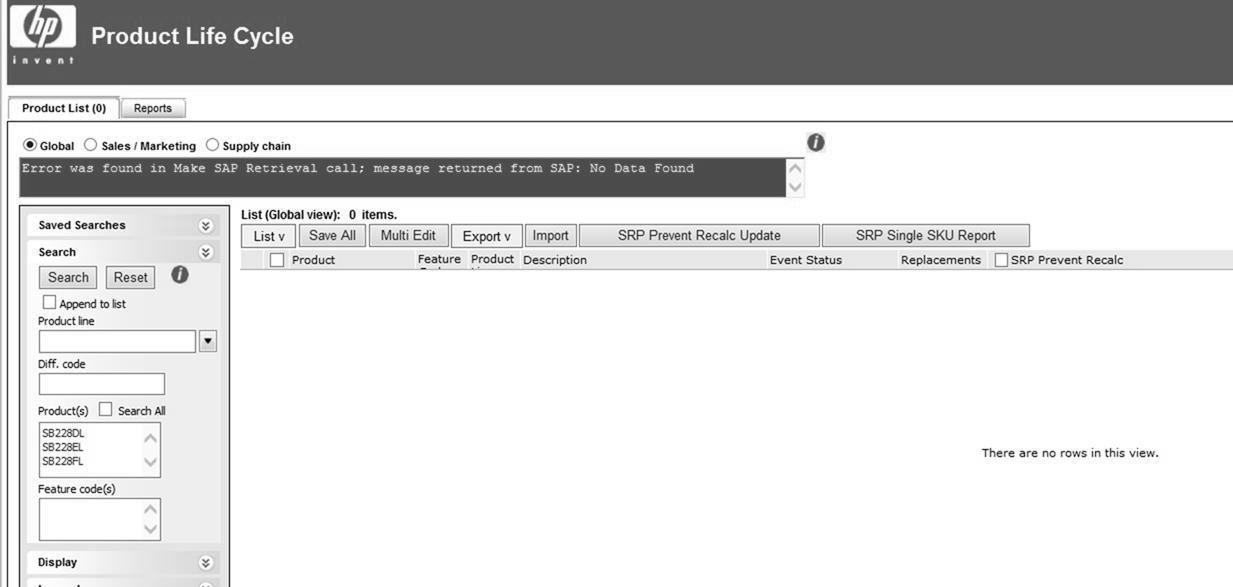 hp
invent
Product Life Cycle
Product List (0) Reports
Global Sales / Marketing Supply chain
Error was found in Make SAP Retrieval call; message returned from SAP: No Data Found
List (Global view): 0 items.
Saved Searches
List v Save All Multi Edit Export v Import SRP Prevent Recalc Update SRP Single SKU Report
Search
Product Feature Product Description Event Status Replacements SRP Prevent Recalc
Search Reset
Append to list
Product line
Diff. code
Product(s) Search All
SB228DL
SB228EL
SB228FL
There are no rows in this view.
Feature code(s)
Display